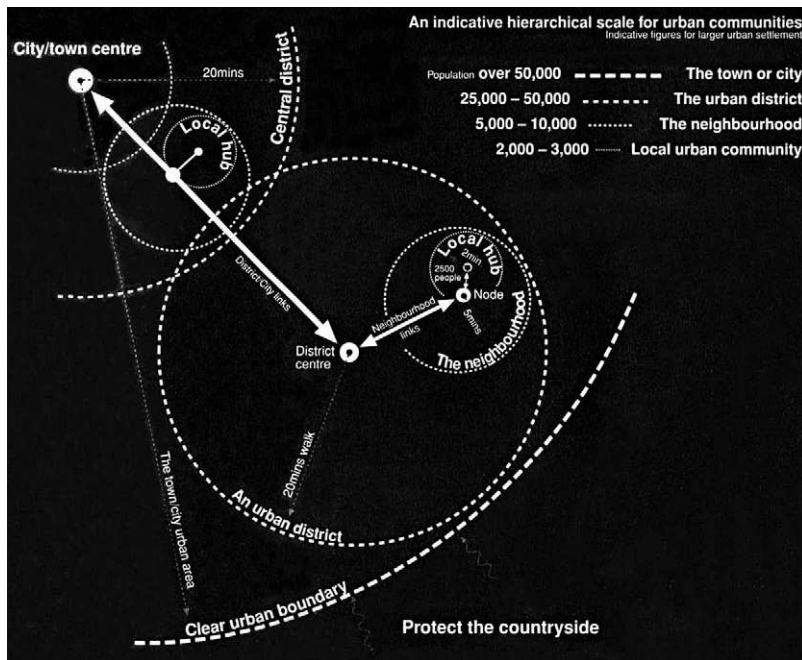 An indicative hierarchical scale for urban communities
Indicative figures for larger urban settlement
City/town centre
20mins
Central district
Population over 50,000 The town or city
25,000 – 50,000 The urban district
5,000 – 10,000 The neighbourhood
2,000 – 3,000 Local urban community
Local hub
District/City links
Local hub
2min
2500 people
Node
5mins
Neighbourhood links
The neighbourhood
District centre
20mins walk
An urban district
The town/city urban area
Clear urban boundary
Protect the countryside